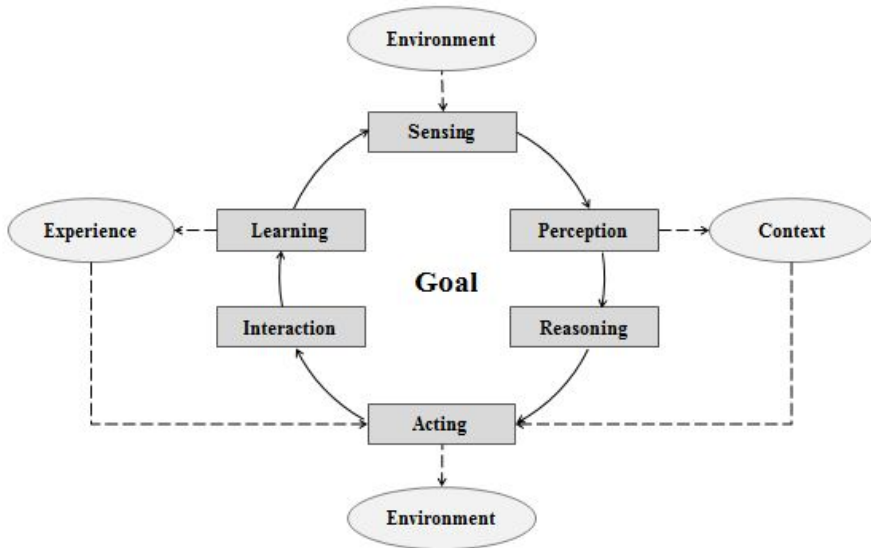 Environment
Sensing
Experience
Learning
Perception
Context
Goal
Interaction
Reasoning
Acting
Environment